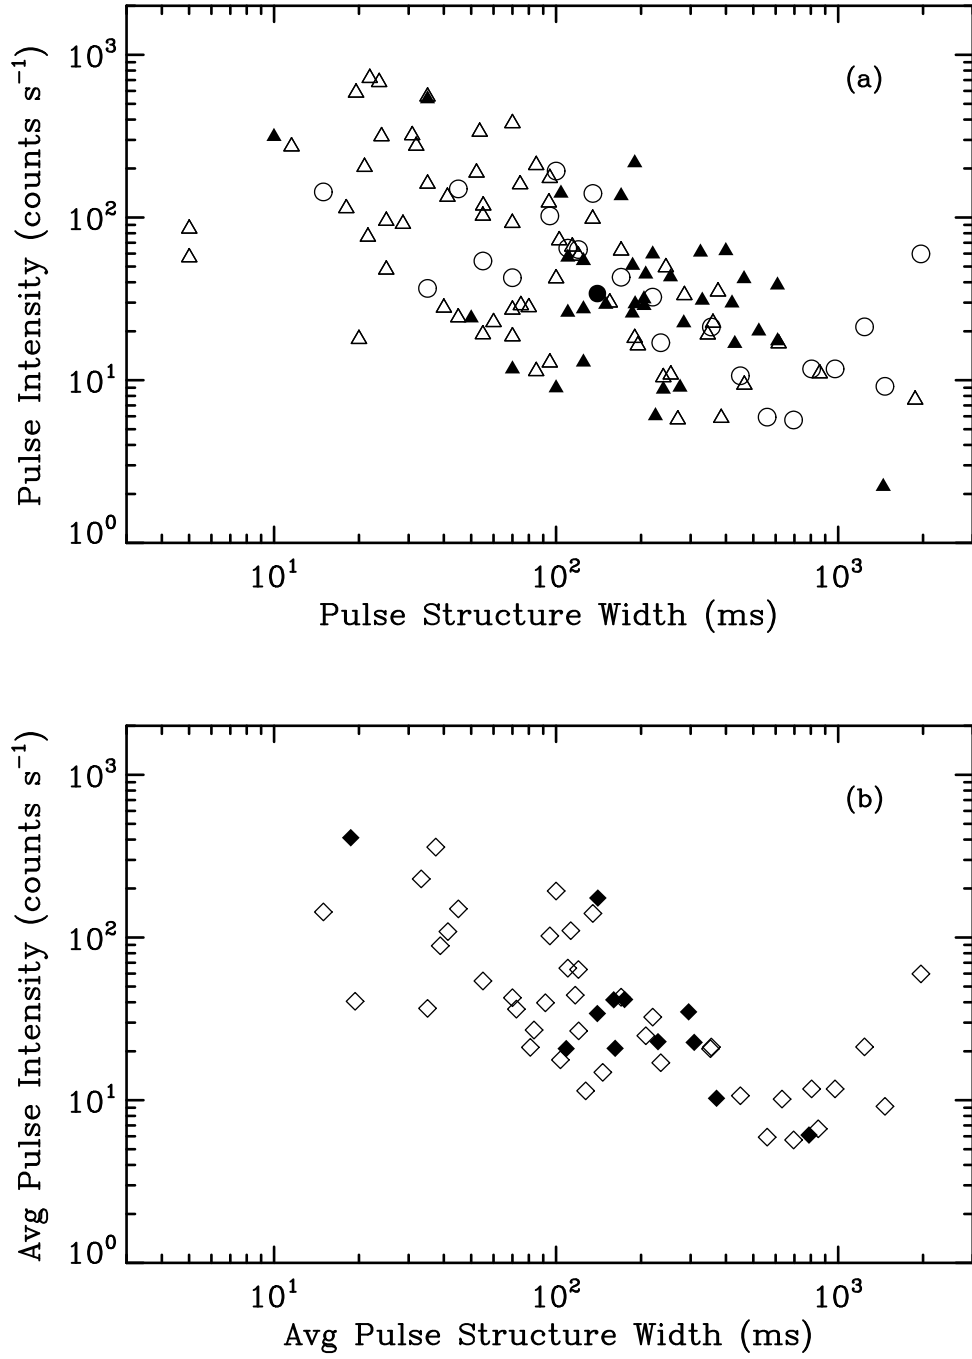 (a)
Pulse Intensity (counts s⁻¹)
10³
10²
10¹
10⁰
10¹ 10² 10³
Pulse Structure Width (ms)
(b)
Avg Pulse Intensity (counts s⁻¹)
10³
10²
10¹
10⁰
10¹ 10² 10³
Avg Pulse Structure Width (ms)